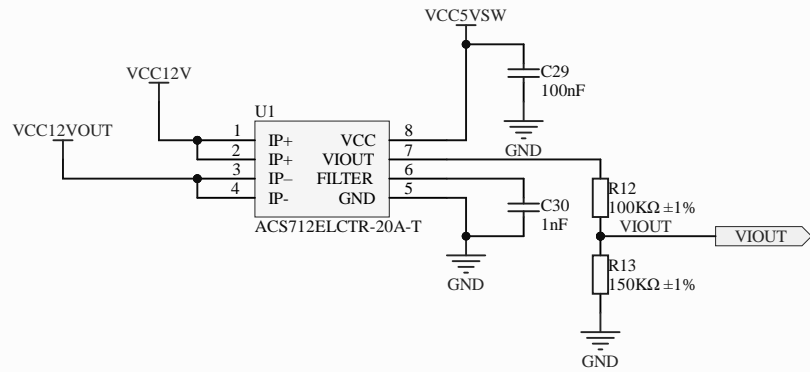 VCC5VSW
C29
100nF
GND
VCC12V
VCC12VOUT
U1
1 IP+ VCC 8
2 IP+ VIOUT 7
3 IP– FILTER 6
4 IP- GND 5
ACS712ELCTR-20A-T
C30
1nF
GND
R12
100KΩ ±1%
VIOUT
VIOUT
R13
150KΩ ±1%
GND